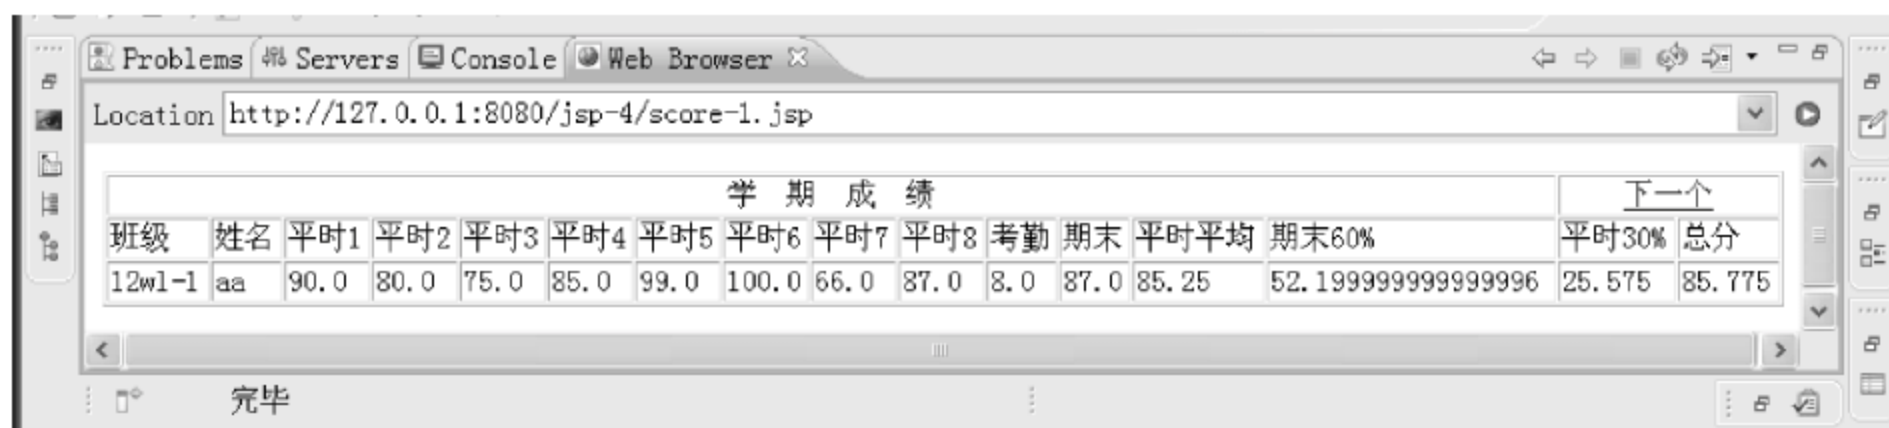 Problems Servers Console Web Browser
Location http://127.0.0.1:8080/jsp-4/score-1.jsp
学 期 成 绩 下一个
班级 姓名 平时1 平时2 平时3 平时4 平时5 平时6 平时7 平时8 考勤 期末 平时平均 期末60% 平时30% 总分
12wl-1 aa 90.0 80.0 75.0 85.0 99.0 100.0 66.0 87.0 8.0 87.0 85.25 52.199999999999996 25.575 85.775
完毕